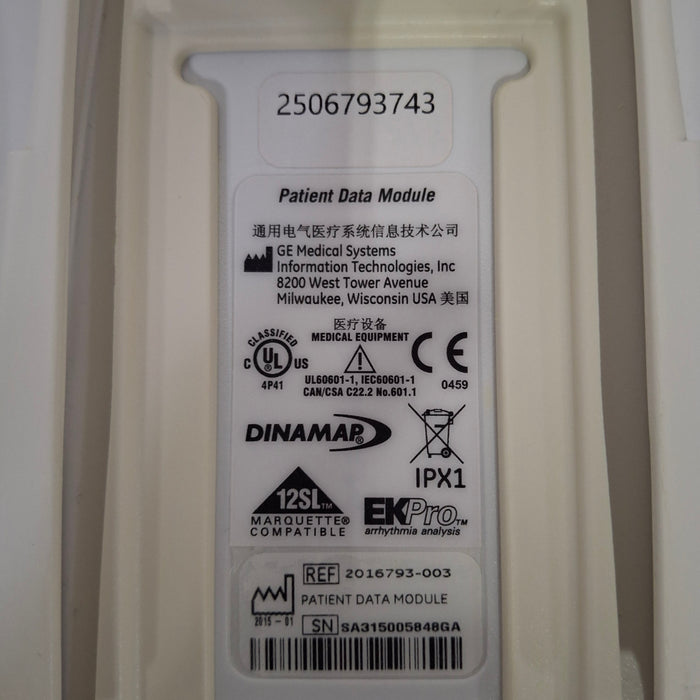 2506793743
Patient Data Module
通用电气医疗系统信息技术公司
GE Medical Systems
Information Technologies, Inc
8200 West Tower Avenue
Milwaukee, Wisconsin USA 美国
医疗设备
MEDICAL EQUIPMENT
CLASSIFIED
C UL US
4P41
UL60601-1, IEC60601-1
CAN/CSA C22.2 No.601.1
CE
0459
DINAMAP®
IPX1
12SL™
MARQUETTE®
COMPATIBLE
EKPro™
arrhythmia analysis
REF 2016793-003
PATIENT DATA MODULE
2015-01
SN SA315005848GA